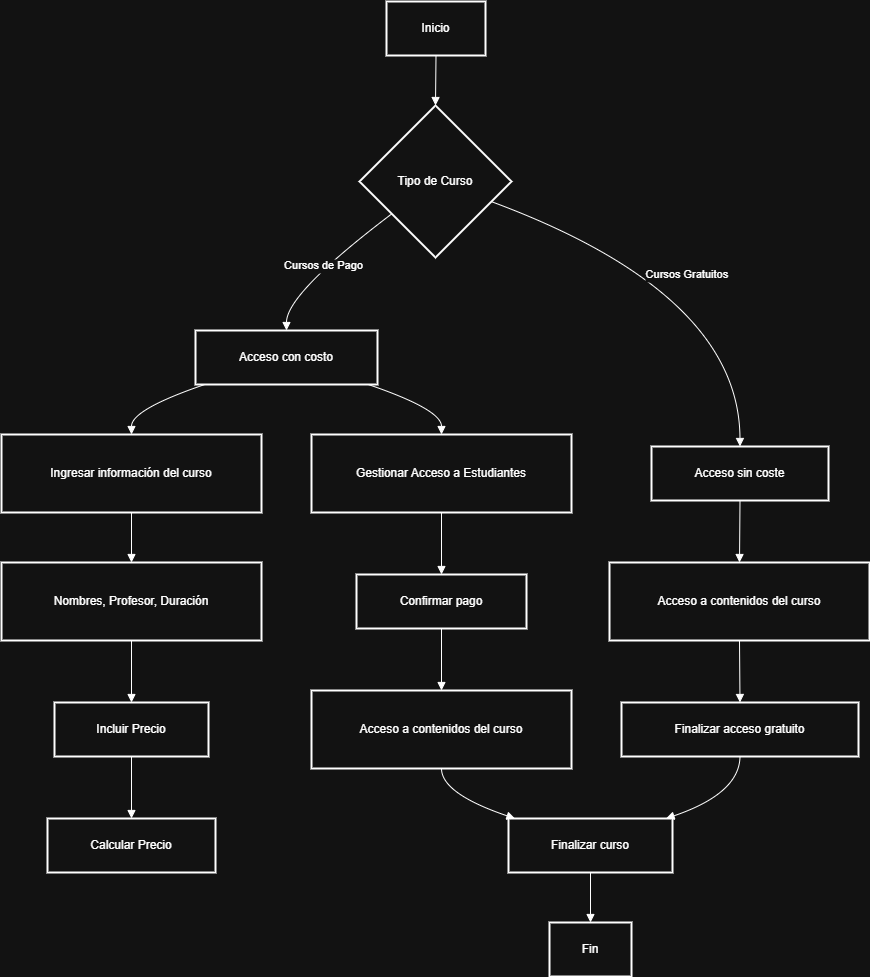 Inicio
Tipo de Curso
Cursos de Pago
Cursos Gratuitos
Acceso con costo
Ingresar información del curso
Gestionar Acceso a Estudiantes
Acceso sin coste
Nombres, Profesor, Duración
Confirmar pago
Acceso a contenidos del curso
Incluir Precio
Acceso a contenidos del curso
Finalizar acceso gratuito
Calcular Precio
Finalizar curso
Fin